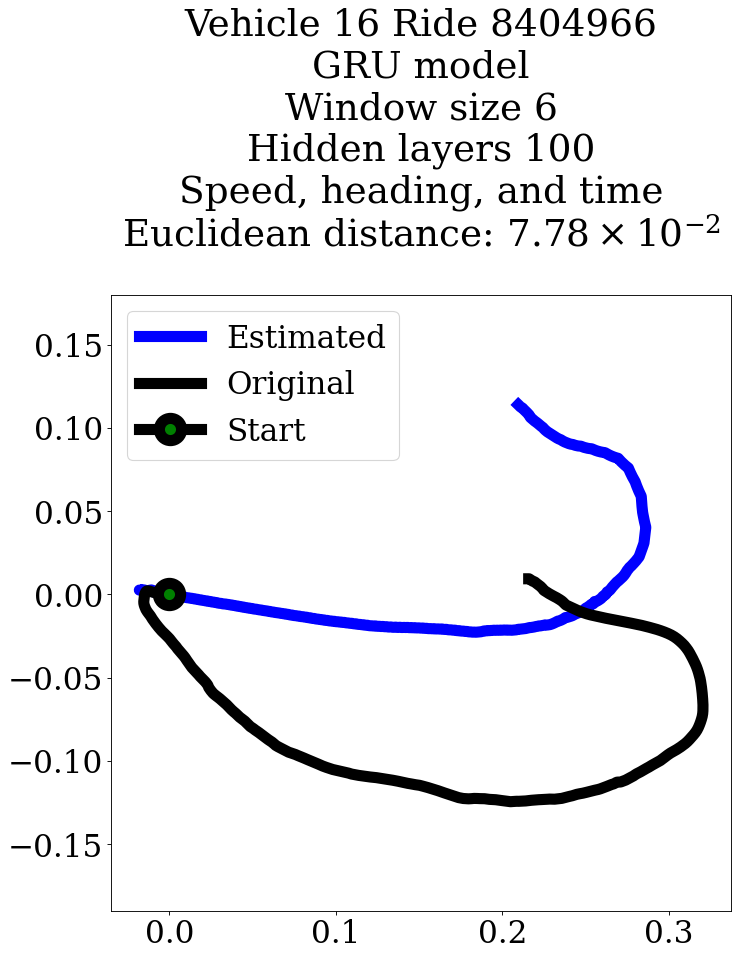 Vehicle 16 Ride 8404966
GRU model
Window size 6
Hidden layers 100
Speed, heading, and time
Euclidean distance: 7.78 × 10⁻²
Estimated
Original
Start
0.15
0.10
0.05
0.00
−0.05
−0.10
−0.15
0.0 0.1 0.2 0.3